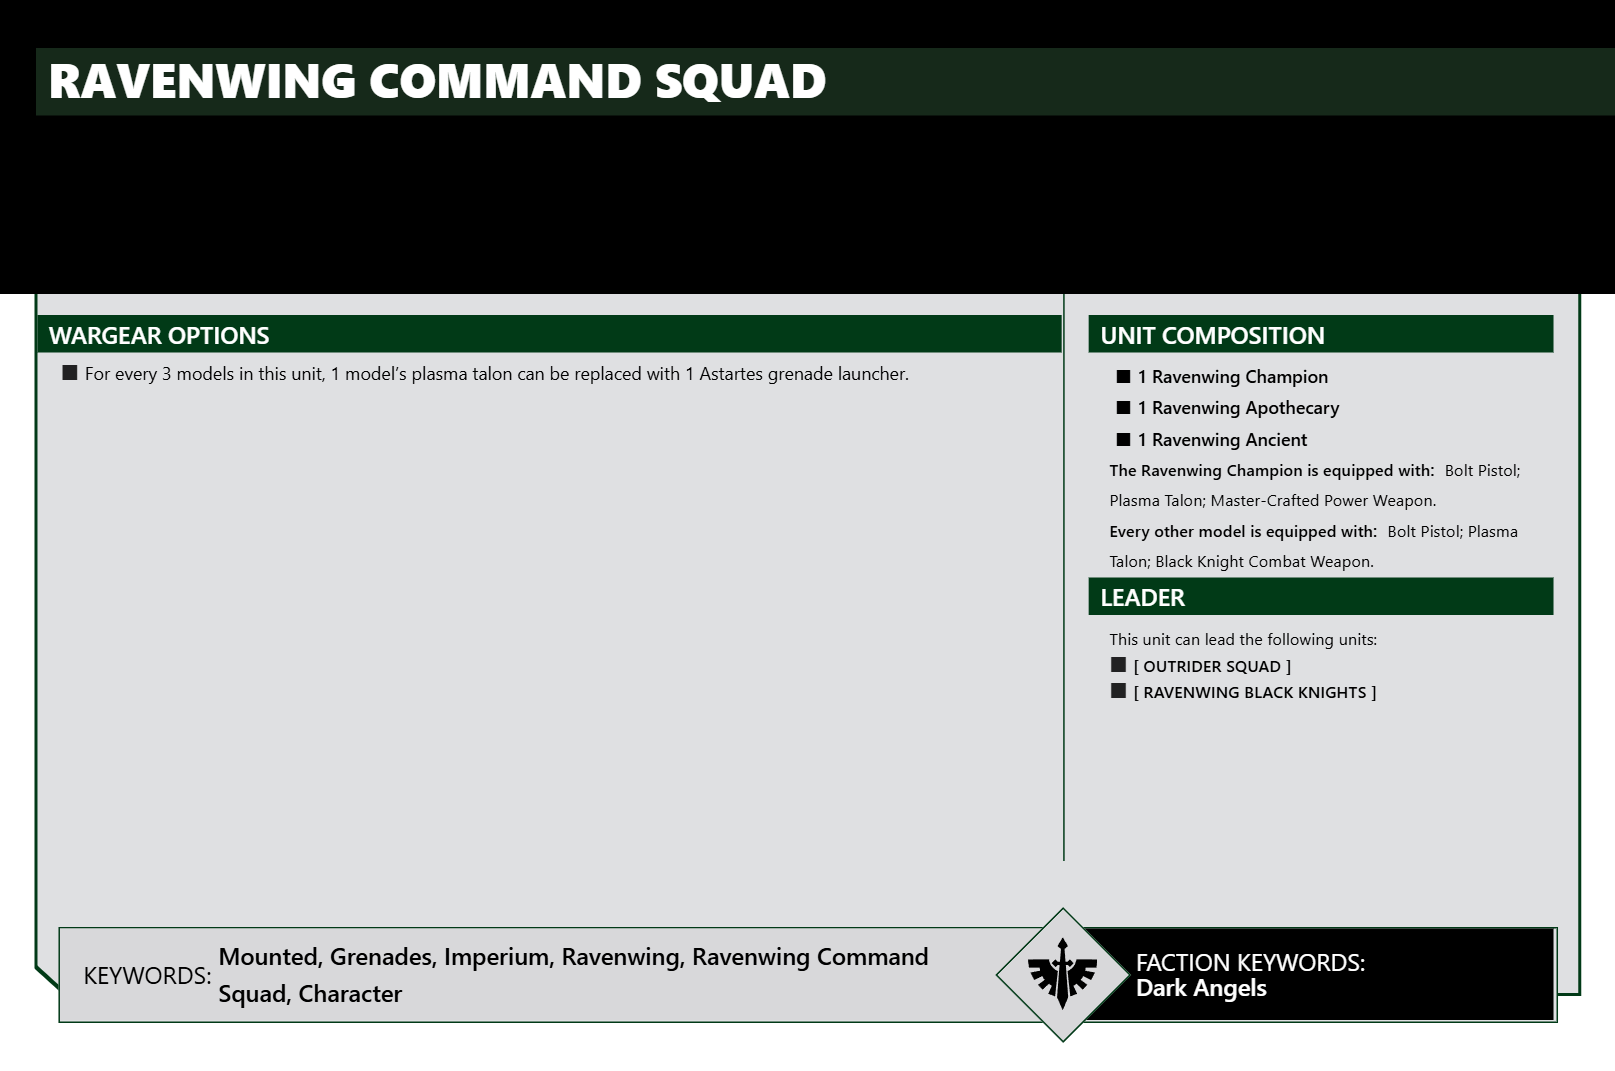 RAVENWING COMMAND SQUAD
WARGEAR OPTIONS
■ For every 3 models in this unit, 1 model’s plasma talon can be replaced with 1 Astartes grenade launcher.
UNIT COMPOSITION
■ 1 Ravenwing Champion
■ 1 Ravenwing Apothecary
■ 1 Ravenwing Ancient
The Ravenwing Champion is equipped with: Bolt Pistol;
Plasma Talon; Master-Crafted Power Weapon.
Every other model is equipped with: Bolt Pistol; Plasma
Talon; Black Knight Combat Weapon.
LEADER
This unit can lead the following units:
■ [ OUTRIDER SQUAD ]
■ [ RAVENWING BLACK KNIGHTS ]
KEYWORDS: Mounted, Grenades, Imperium, Ravenwing, Ravenwing Command
Squad, Character
FACTION KEYWORDS:
Dark Angels